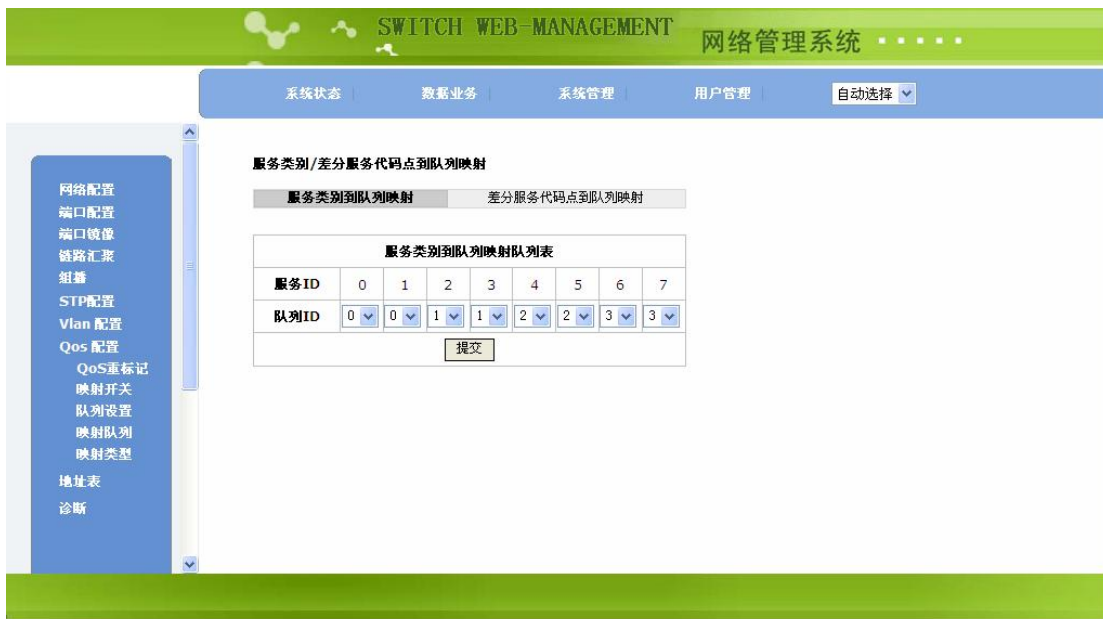 SWITCH WEB-MANAGEMENT 网络管理系统
系统状态 数据业务 系统管理 用户管理 自动选择
网络配置
端口配置
端口镜像
链路汇聚
组播
STP配置
Vlan 配置
Qos 配置
QoS重标记
映射开关
队列设置
映射队列
映射类型
地址表
诊断
服务类别/差分服务代码点到队列映射
服务类别到队列映射 差分服务代码点到队列映射
服务类别到队列映射队列表
服务ID 0 1 2 3 4 5 6 7
队列ID 0 0 1 1 2 2 3 3
提交